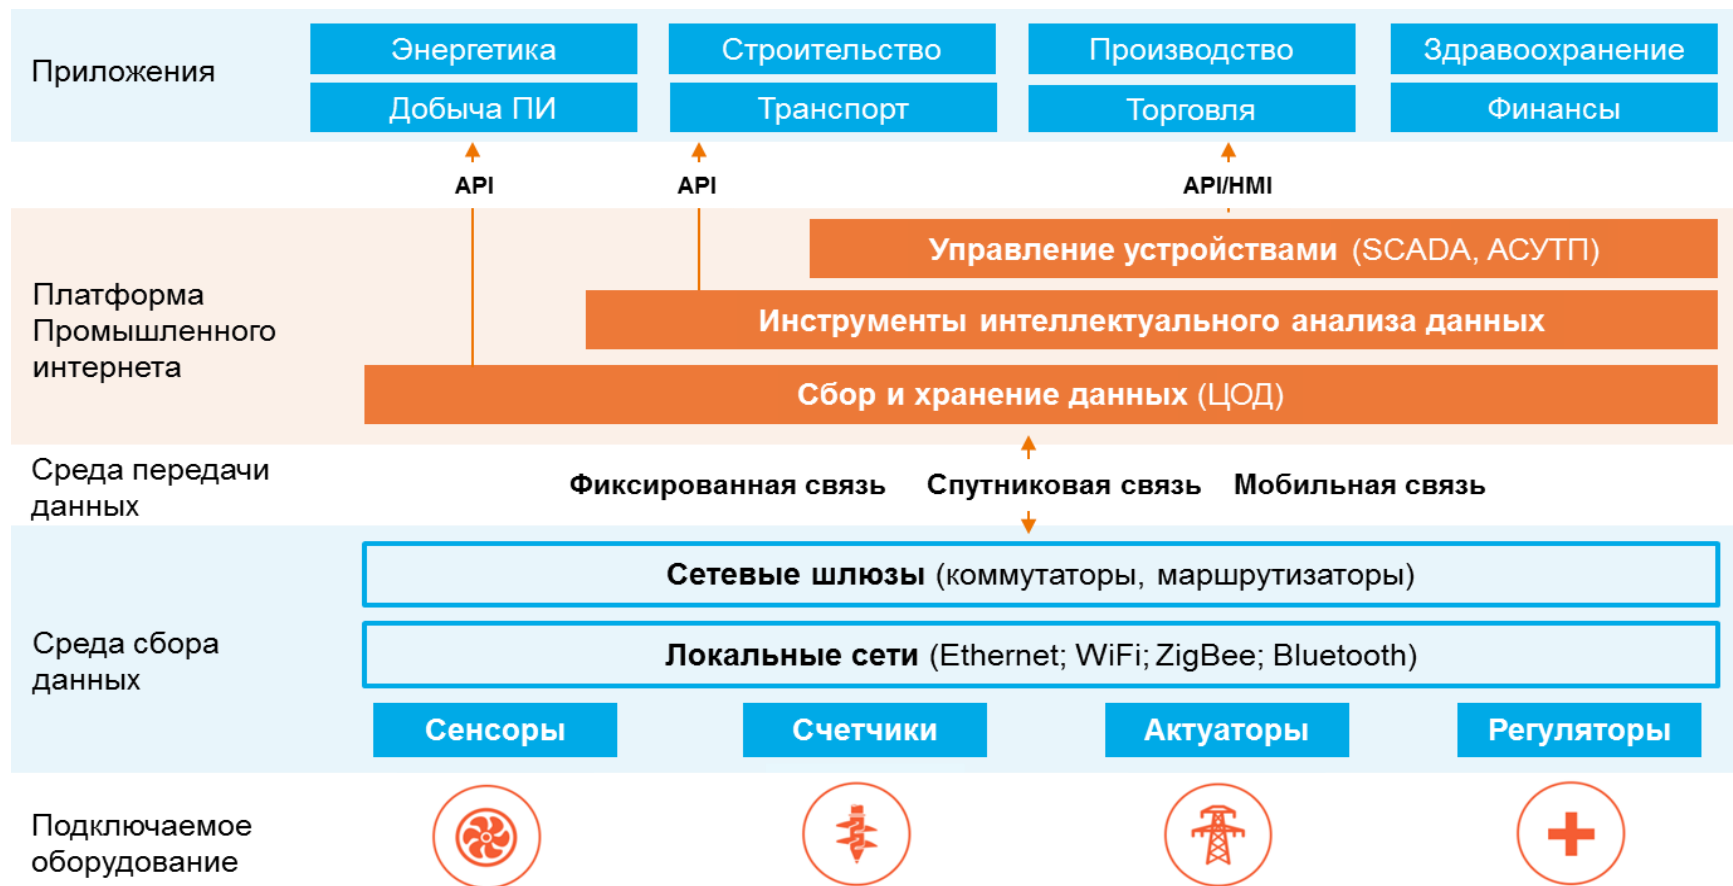 Приложения
Энергетика
Строительство
Производство
Здравоохранение
Добыча ПИ
Транспорт
Торговля
Финансы
API
API
API/HMI
Платформа
Промышленного
интернета
Управление устройствами (SCADA, АСУТП)
Инструменты интеллектуального анализа данных
Сбор и хранение данных (ЦОД)
Среда передачи
данных
Фиксированная связь
Спутниковая связь
Мобильная связь
Среда сбора
данных
Сетевые шлюзы (коммутаторы, маршрутизаторы)
Локальные сети (Ethernet; WiFi; ZigBee; Bluetooth)
Сенсоры
Счетчики
Актуаторы
Регуляторы
Подключаемое
оборудование